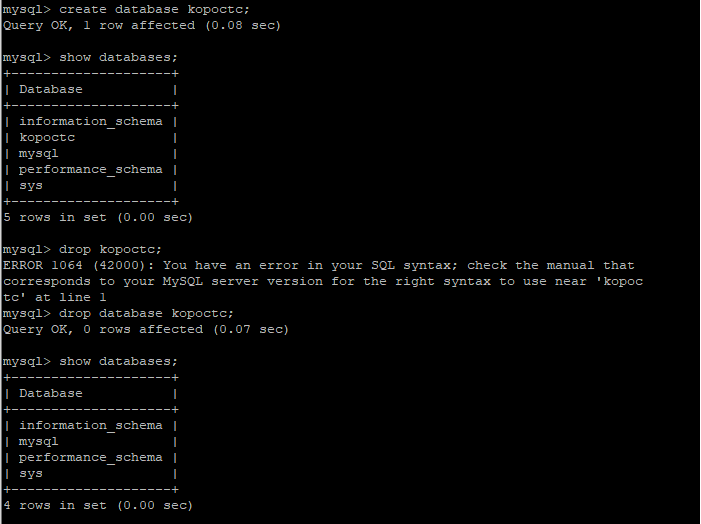 mysql> create database kopoctc;
Query OK, 1 row affected (0.08 sec)
mysql> show databases;
+--------------------+
| Database           |
+--------------------+
| information_schema |
| kopoctc            |
| mysql              |
| performance_schema |
| sys                |
+--------------------+
5 rows in set (0.00 sec)
mysql> drop kopoctc;
ERROR 1064 (42000): You have an error in your SQL syntax; check the manual that
corresponds to your MySQL server version for the right syntax to use near 'kopoc
tc' at line 1
mysql> drop database kopoctc;
Query OK, 0 rows affected (0.07 sec)
mysql> show databases;
+--------------------+
| Database           |
+--------------------+
| information_schema |
| mysql              |
| performance_schema |
| sys                |
+--------------------+
4 rows in set (0.00 sec)